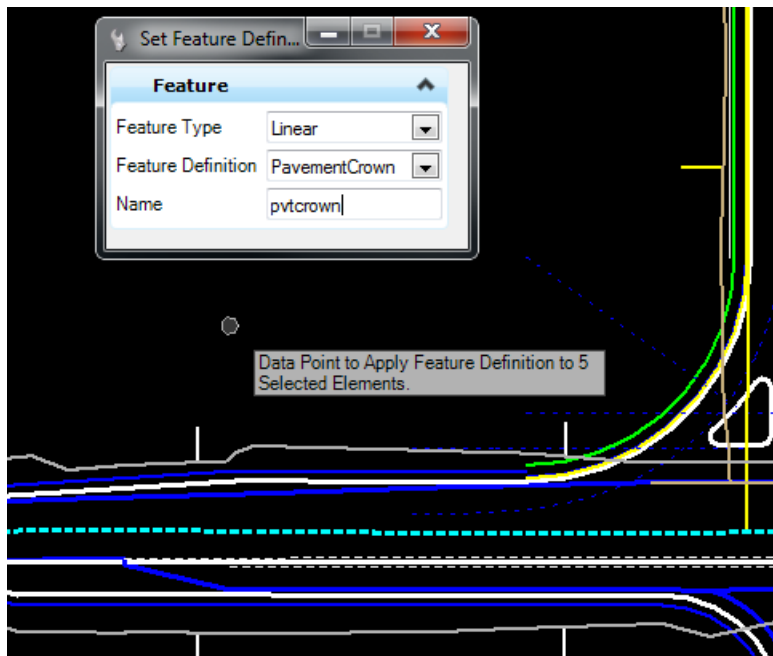 Set Feature Defin...
Feature
Feature Type Linear
Feature Definition PavementCrown
Name pvtcrown
Data Point to Apply Feature Definition to 5
Selected Elements.